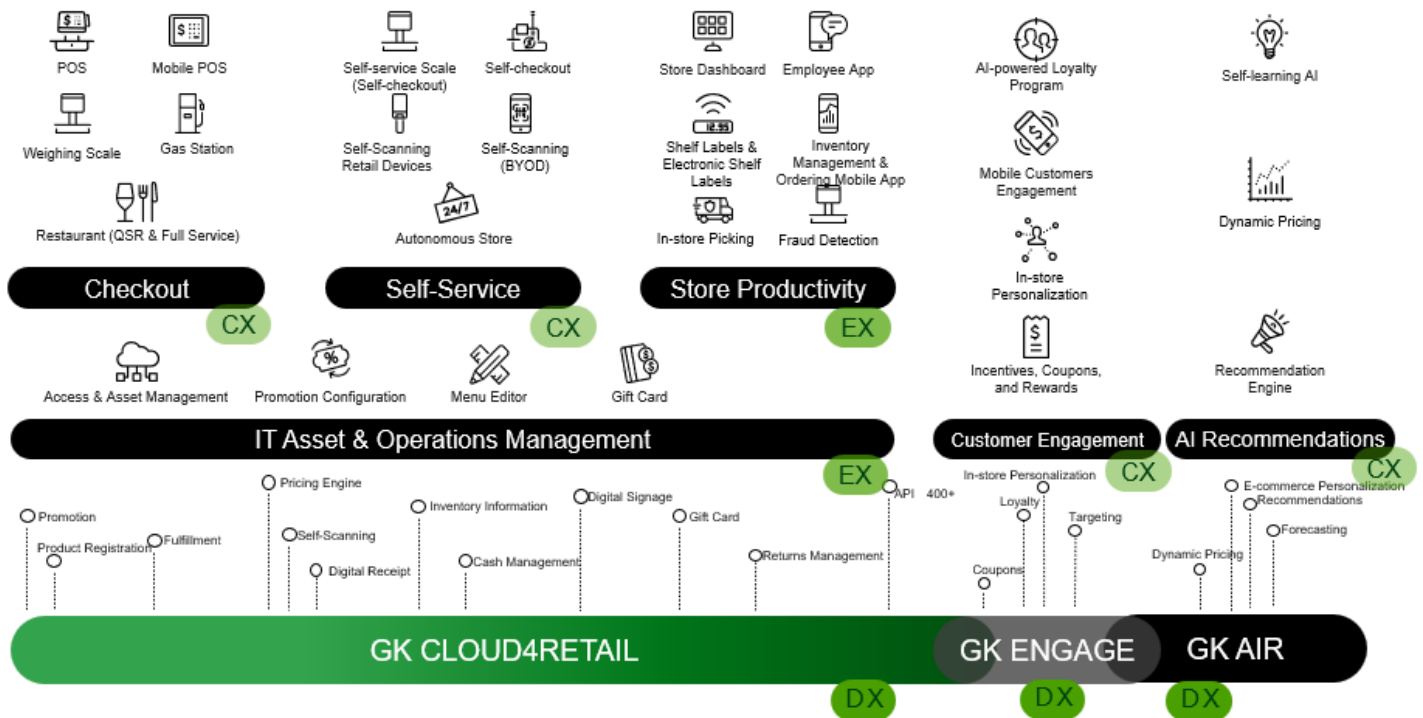 POS
Mobile POS
Weighing Scale
Gas Station
Restaurant (QSR & Full Service)
Checkout
CX
Self-service Scale
(Self-checkout)
Self-checkout
Self-Scanning
Retail Devices
Self-Scanning
(BYOD)
24/7
Autonomous Store
Self-Service
CX
Store Dashboard
Employee App
12.95
Shelf Labels &
Electronic Shelf
Labels
Inventory
Management &
Ordering Mobile App
In-store Picking
Fraud Detection
Store Productivity
EX
Access & Asset Management
Promotion Configuration
%
Menu Editor
Gift Card
IT Asset & Operations Management
EX
AI-powered Loyalty
Program
Mobile Customers
Engagement
In-store
Personalization
Incentives, Coupons,
and Rewards
Customer Engagement
CX
Self-learning AI
Dynamic Pricing
Recommendation
Engine
AI Recommendations
CX
Promotion
Product Registration
Fulfillment
Pricing Engine
Self-Scanning
Digital Receipt
Inventory Information
Cash Management
Digital Signage
Gift Card
Returns Management
API 400+
Coupons
Loyalty
In-store Personalization
Targeting
Dynamic Pricing
E-commerce Personalization
Recommendations
Forecasting
GK CLOUD4RETAIL
DX
GK ENGAGE
DX
GK AIR
DX